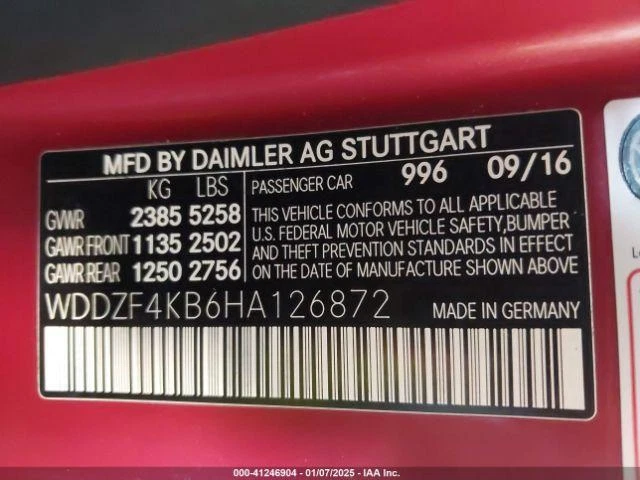 MFD BY DAIMLER AG STUTTGART
KG LBS
GVWR 2385 5258
GAWR FRONT 1135 2502
GAWR REAR 1250 2756
PASSENGER CAR 996 09/16
THIS VEHICLE CONFORMS TO ALL APPLICABLE
U.S. FEDERAL MOTOR VEHICLE SAFETY, BUMPER
AND THEFT PREVENTION STANDARDS IN EFFECT
ON THE DATE OF MANUFACTURE SHOWN ABOVE.
WDDZF4KB6HA126872 MADE IN GERMANY
000-41246904 - 01/07/2025 - IAA Inc.